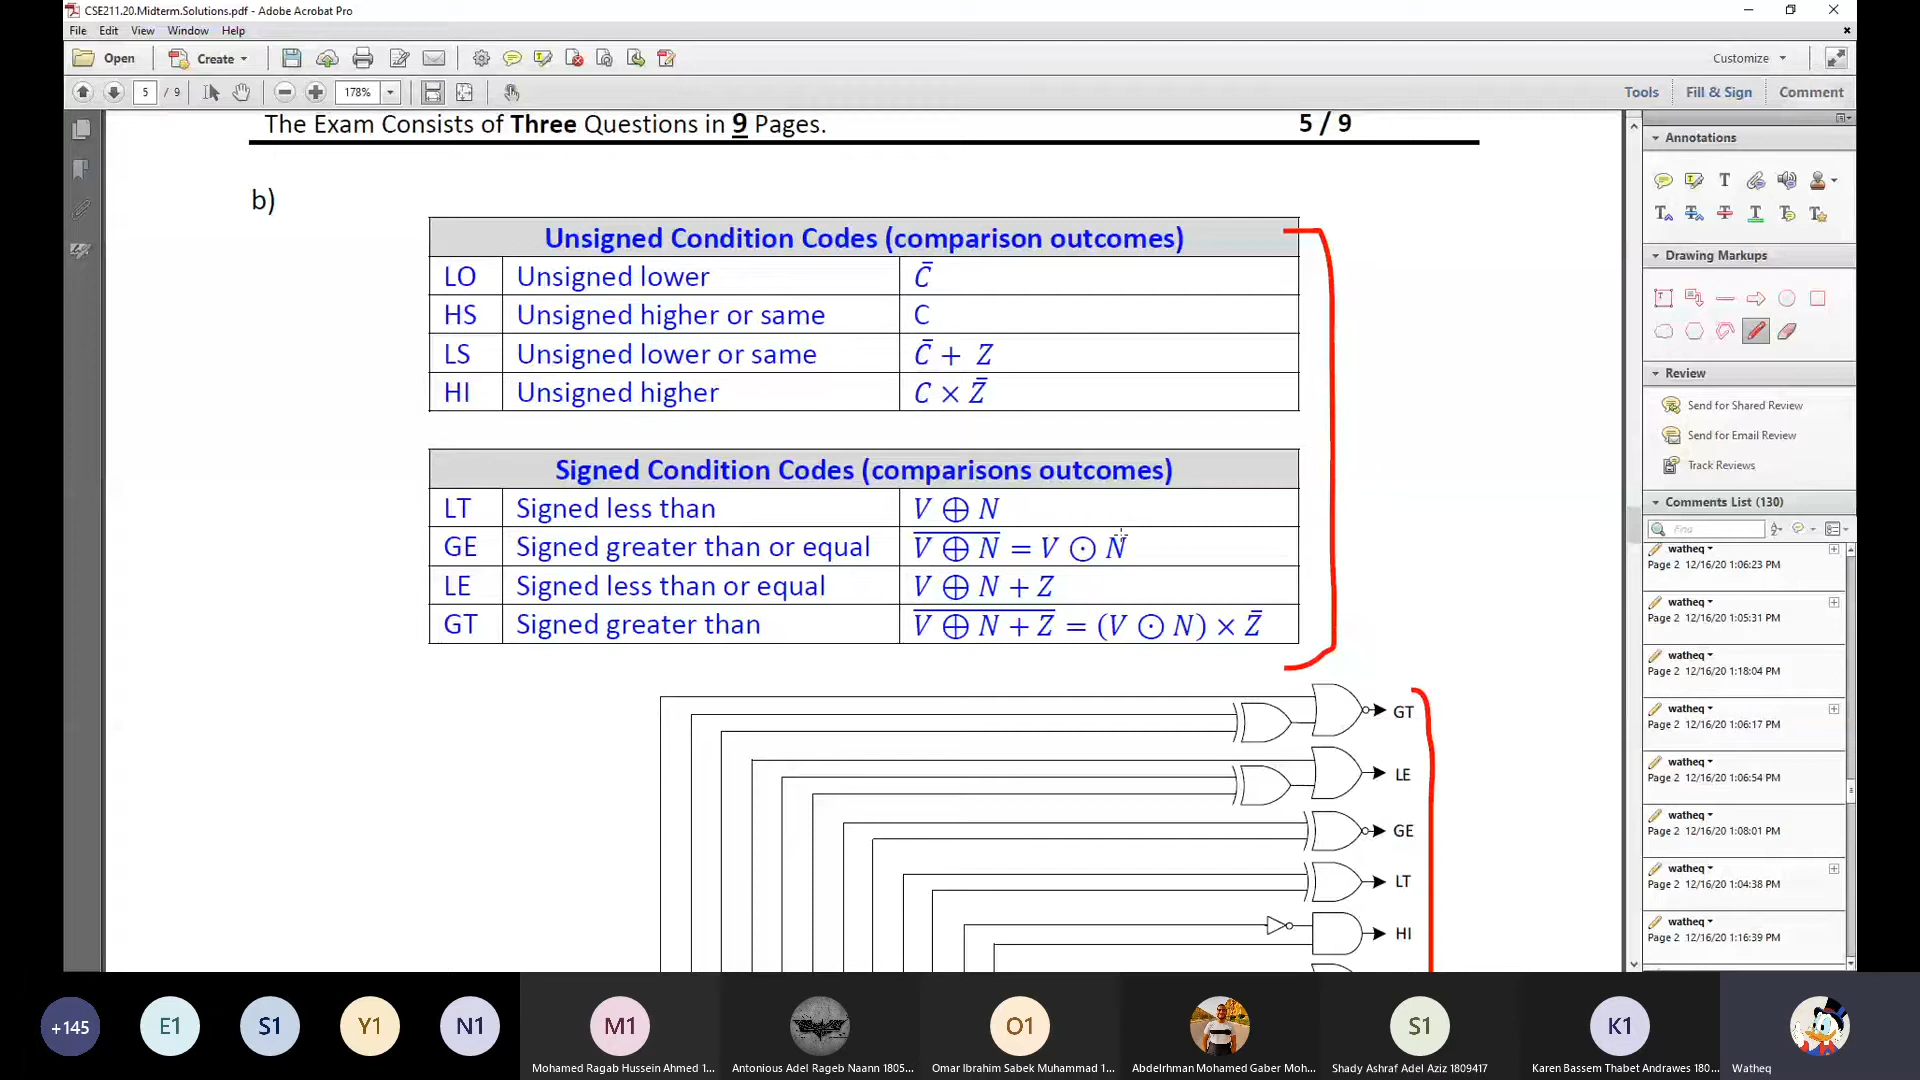 CSE211.20.Midterm.Solutions.pdf - Adobe Acrobat Pro
File Edit View Window Help
Open Create Customize
5 / 9 178% Tools Fill & Sign Comment
The Exam Consists of Three Questions in 9 Pages. 5 / 9
b)
Unsigned Condition Codes (comparison outcomes)
LO Unsigned lower C̄
HS Unsigned higher or same C
LS Unsigned lower or same C̄ + Z
HI Unsigned higher C × Z̄
Signed Condition Codes (comparisons outcomes)
LT Signed less than V ⊕ N
GE Signed greater than or equal \overline{V ⊕ N} = V ⊙ N
LE Signed less than or equal V ⊕ N + Z
GT Signed greater than \overline{V ⊕ N + Z} = (V ⊙ N) × Z̄
GT
LE
GE
LT
HI
Annotations
T
Drawing Markups
Review
Send for Shared Review
Send for Email Review
Track Reviews
Comments List (130)
Find
watheq
Page 2 12/16/20 1:06:23 PM
watheq
Page 2 12/16/20 1:05:31 PM
watheq
Page 2 12/16/20 1:18:04 PM
watheq
Page 2 12/16/20 1:06:17 PM
watheq
Page 2 12/16/20 1:06:54 PM
watheq
Page 2 12/16/20 1:08:01 PM
watheq
Page 2 12/16/20 1:04:38 PM
watheq
Page 2 12/16/20 1:16:39 PM
+145 E1 S1 Y1 N1 M1 O1 S1 K1
Mohamed Ragab Hussein Ahmed 1... Antonious Adel Rageb Naann 1805... Omar Ibrahim Sabek Muhammad 1... Abdelrhman Mohamed Gaber Moh... Shady Ashraf Adel Aziz 1809417 Karen Bassem Thabet Andrawes 180... Watheq